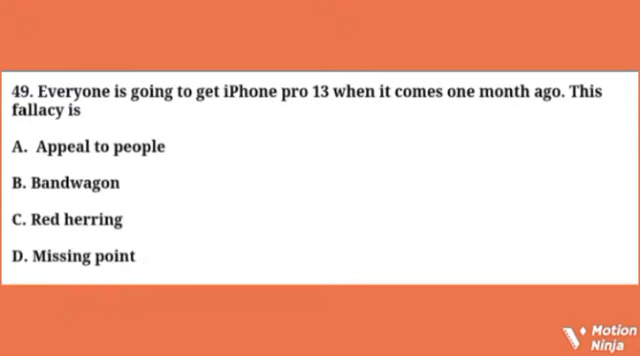 49. Everyone is going to get iPhone pro 13 when it comes one month ago. This
fallacy is
A. Appeal to people
B. Bandwagon
C. Red herring
D. Missing point
Motion
Ninja